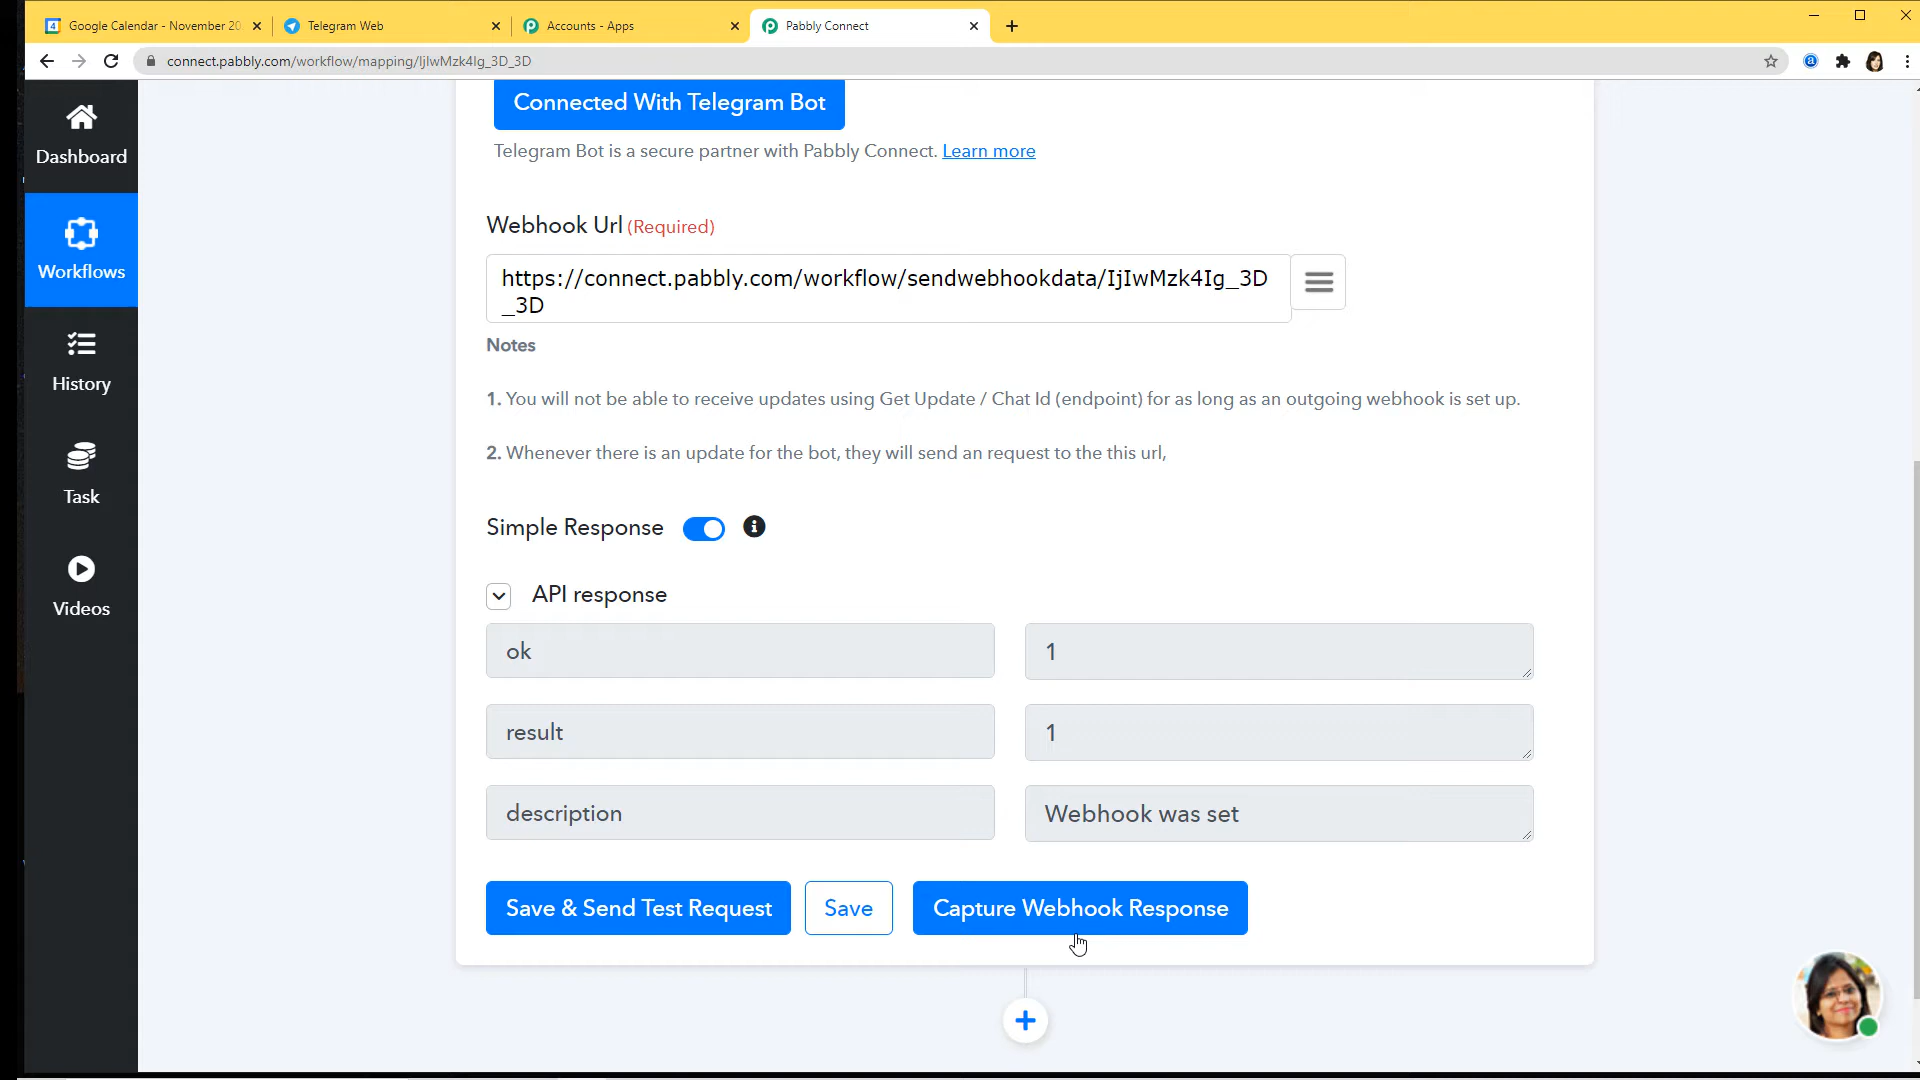 Google Calendar - November 20
Telegram Web
Accounts - Apps
Pabbly Connect
connect.pabbly.com/workflow/mapping/IjIwMzk4Ig_3D_3D
Dashboard
Workflows
History
Task
Videos
Connected With Telegram Bot
Telegram Bot is a secure partner with Pabbly Connect. Learn more
Webhook Url (Required)
https://connect.pabbly.com/workflow/sendwebhookdata/IjIwMzk4Ig_3D
_3D
Notes
1. You will not be able to receive updates using Get Update / Chat Id (endpoint) for as long as an outgoing webhook is set up.
2. Whenever there is an update for the bot, they will send an request to the this url,
Simple Response
API response
ok
1
result
1
description
Webhook was set
Save & Send Test Request
Save
Capture Webhook Response